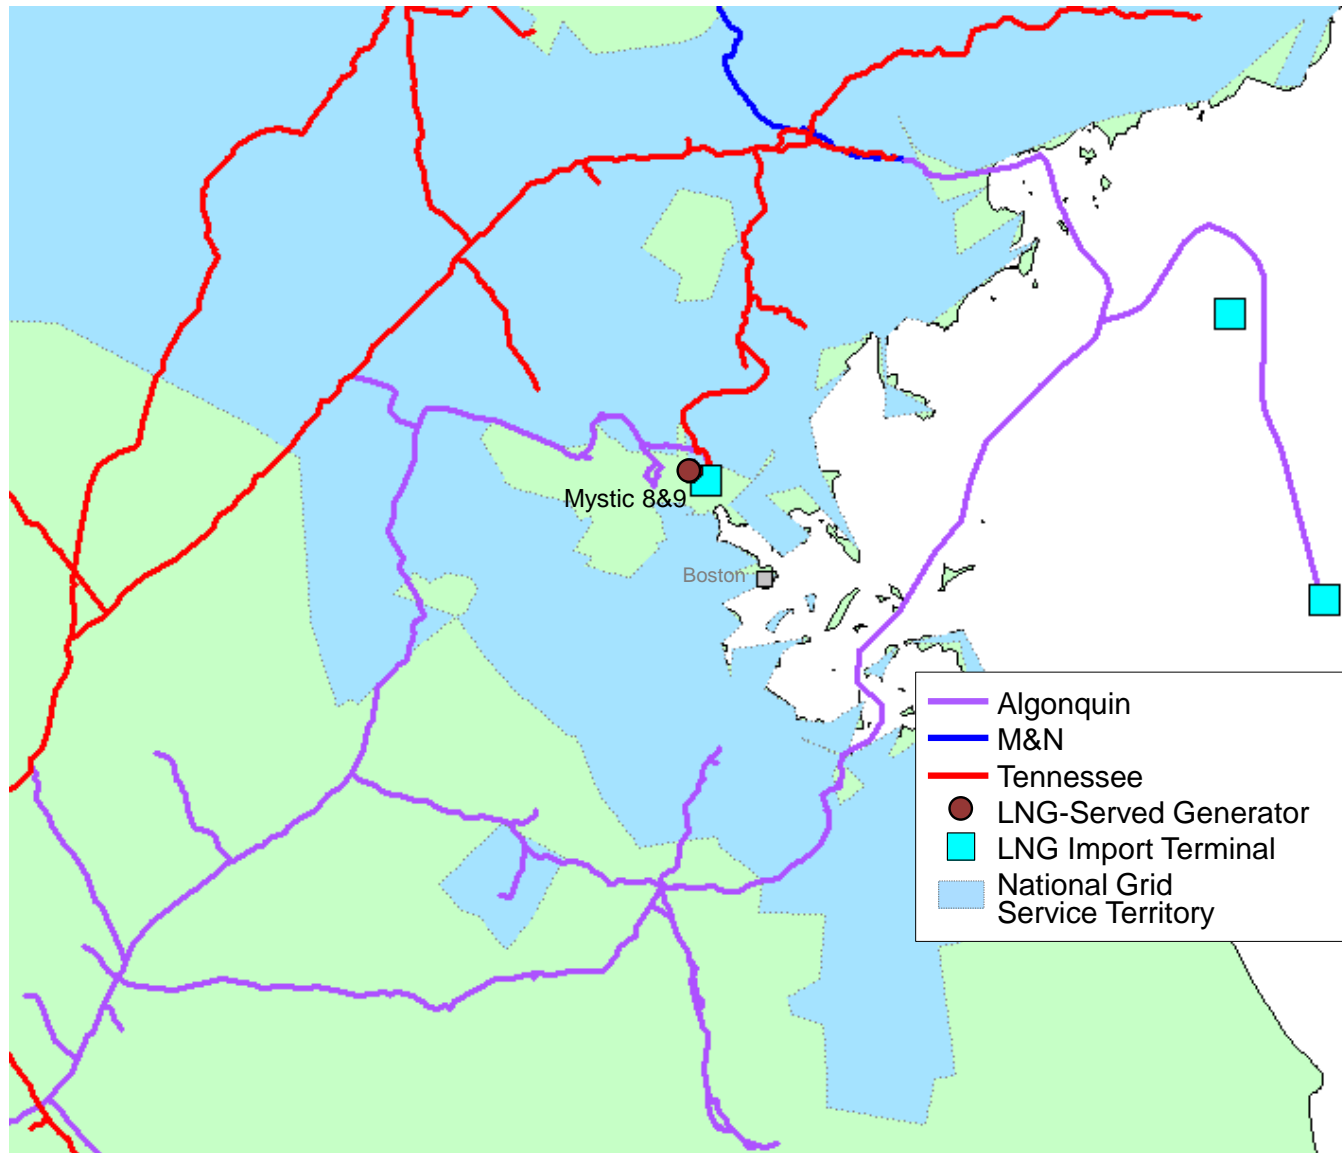 Mystic 8&9
Boston
Algonquin
M&N
Tennessee
LNG-Served Generator
LNG Import Terminal
National Grid
Service Territory